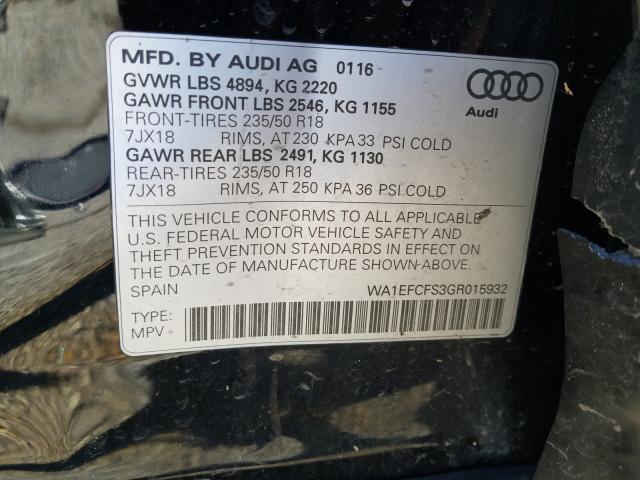 MFD. BY AUDI AG 0116
GVWR LBS 4894, KG 2220
GAWR FRONT LBS 2546, KG 1155
FRONT-TIRES 235/50 R18
7JX18 RIMS, AT 230 KPA 33 PSI COLD
GAWR REAR LBS 2491, KG 1130
REAR-TIRES 235/50 R18
7JX18 RIMS, AT 250 KPA 36 PSI COLD
Audi
THIS VEHICLE CONFORMS TO ALL APPLICABLE
U.S. FEDERAL MOTOR VEHICLE SAFETY AND
THEFT PREVENTION STANDARDS IN EFFECT ON
THE DATE OF MANUFACTURE SHOWN ABOVE.
SPAIN WA1EFCFS3GR015932
TYPE:
MPV